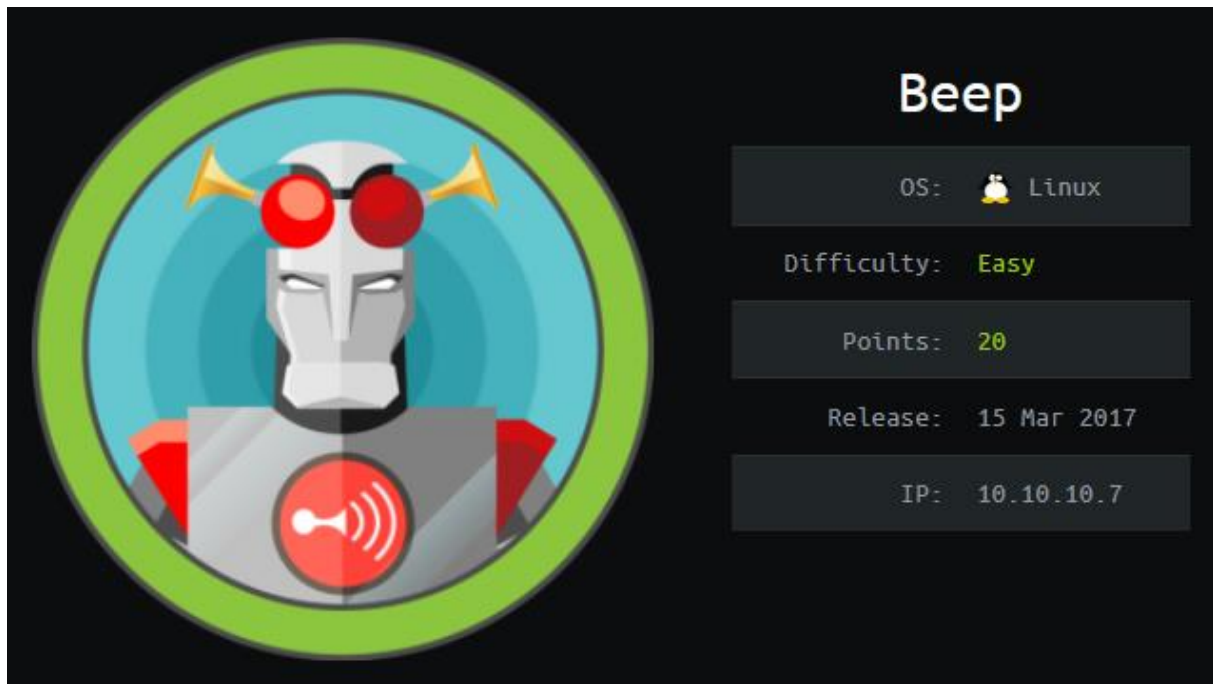 Beep
OS: Linux
Difficulty: Easy
Points: 20
Release: 15 Mar 2017
IP: 10.10.10.7